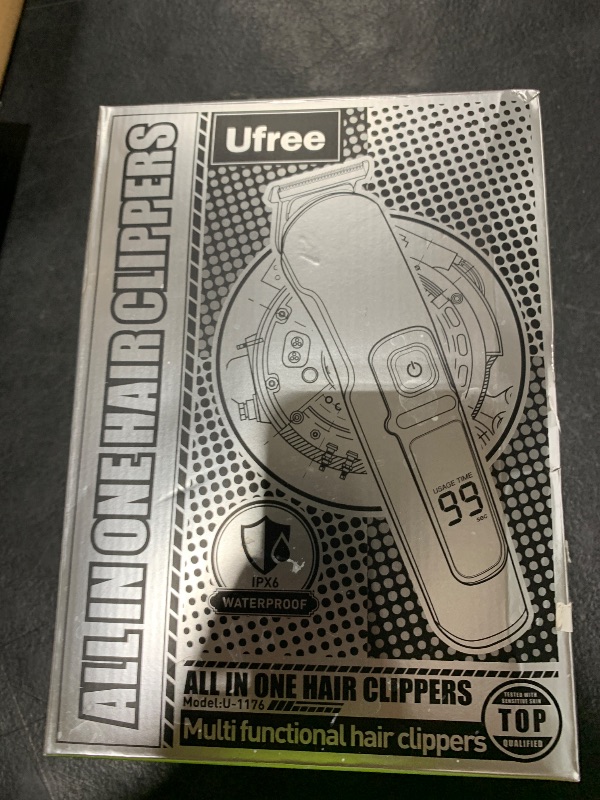 ALL IN ONE HAIR CLIPPERS
Ufree
USAGE TIME
99
sec
IPX6
WATERPROOF
ALL IN ONE HAIR CLIPPERS
Model:U-1176
Multi functional hair clippers
TESTED WITH
SENSITIVE SKIN
TOP
QUALIFIED